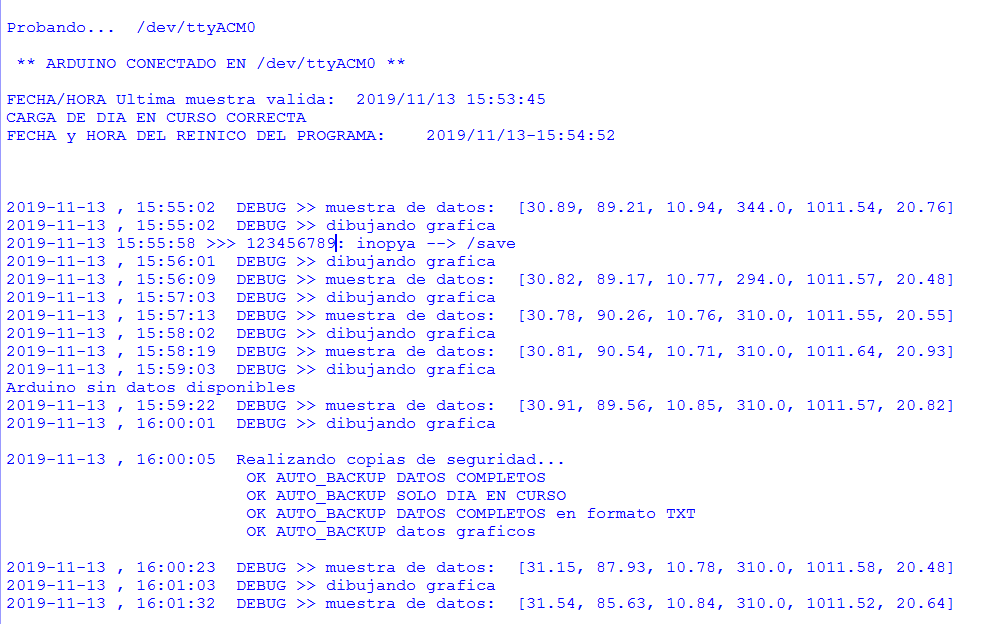 Probando...  /dev/ttyACM0
** ARDUINO CONECTADO EN /dev/ttyACM0 **
FECHA/HORA Ultima muestra valida:  2019/11/13 15:53:45
CARGA DE DIA EN CURSO CORRECTA
FECHA y HORA DEL REINICO DEL PROGRAMA:    2019/11/13-15:54:52
2019-11-13 , 15:55:02  DEBUG >> muestra de datos:  [30.89, 89.21, 10.94, 344.0, 1011.54, 20.76]
2019-11-13 , 15:55:02  DEBUG >> dibujando grafica
2019-11-13 15:55:58 >>> 123456789: inopya --> /save
2019-11-13 , 15:56:01  DEBUG >> dibujando grafica
2019-11-13 , 15:56:09  DEBUG >> muestra de datos:  [30.82, 89.17, 10.77, 294.0, 1011.57, 20.48]
2019-11-13 , 15:57:03  DEBUG >> dibujando grafica
2019-11-13 , 15:57:13  DEBUG >> muestra de datos:  [30.78, 90.26, 10.76, 310.0, 1011.55, 20.55]
2019-11-13 , 15:58:02  DEBUG >> dibujando grafica
2019-11-13 , 15:58:19  DEBUG >> muestra de datos:  [30.81, 90.54, 10.71, 310.0, 1011.64, 20.93]
2019-11-13 , 15:59:03  DEBUG >> dibujando grafica
Arduino sin datos disponibles
2019-11-13 , 15:59:22  DEBUG >> muestra de datos:  [30.91, 89.56, 10.85, 310.0, 1011.57, 20.82]
2019-11-13 , 16:00:01  DEBUG >> dibujando grafica
2019-11-13 , 16:00:05  Realizando copias de seguridad...
OK AUTO_BACKUP DATOS COMPLETOS
OK AUTO_BACKUP SOLO DIA EN CURSO
OK AUTO_BACKUP DATOS COMPLETOS en formato TXT
OK AUTO_BACKUP datos graficos
2019-11-13 , 16:00:23  DEBUG >> muestra de datos:  [31.15, 87.93, 10.78, 310.0, 1011.58, 20.48]
2019-11-13 , 16:01:03  DEBUG >> dibujando grafica
2019-11-13 , 16:01:32  DEBUG >> muestra de datos:  [31.54, 85.63, 10.84, 310.0, 1011.52, 20.64]